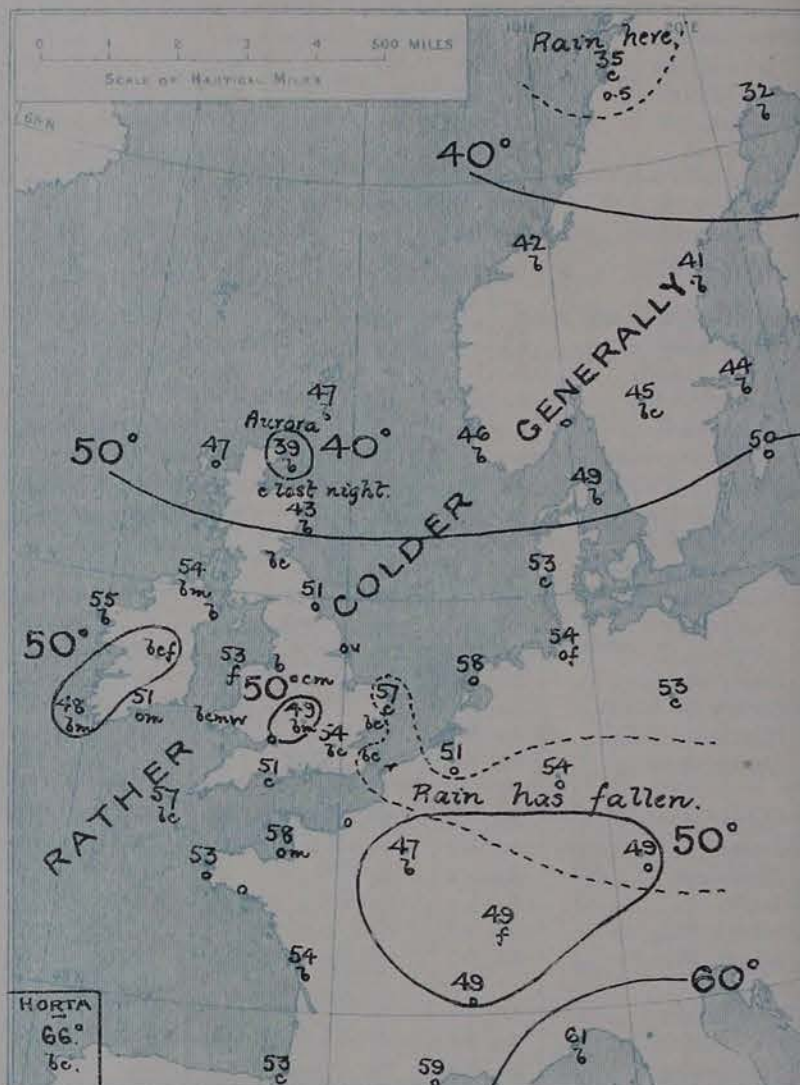 0 1 2 3 4 500 MILES
SCALE OF NAUTICAL MILES
Rain here.
35
c
0.5
32
b
40°
42
b
41
b
GENERALLY
47
b
45
bc
44
b
Aurora
50°
47
39
b
40°
46
b
50
c last night.
49
b
43
b
COLDER
bc
54
bm
51
53
c
55
b
b
50°
bcf
53
f
b
ou
54
of
58
50°
cm
57
c
53
c
48
bm
51
om
bcmw
49
bm
54
bc
bc
bc
51
54
RATHER
51
c
57
bc
Rain has fallen.
58
om
53
47
b
49
50°
49
f
54
b
49
60°
HORTA
66°
bc.
61
b
53
c
59